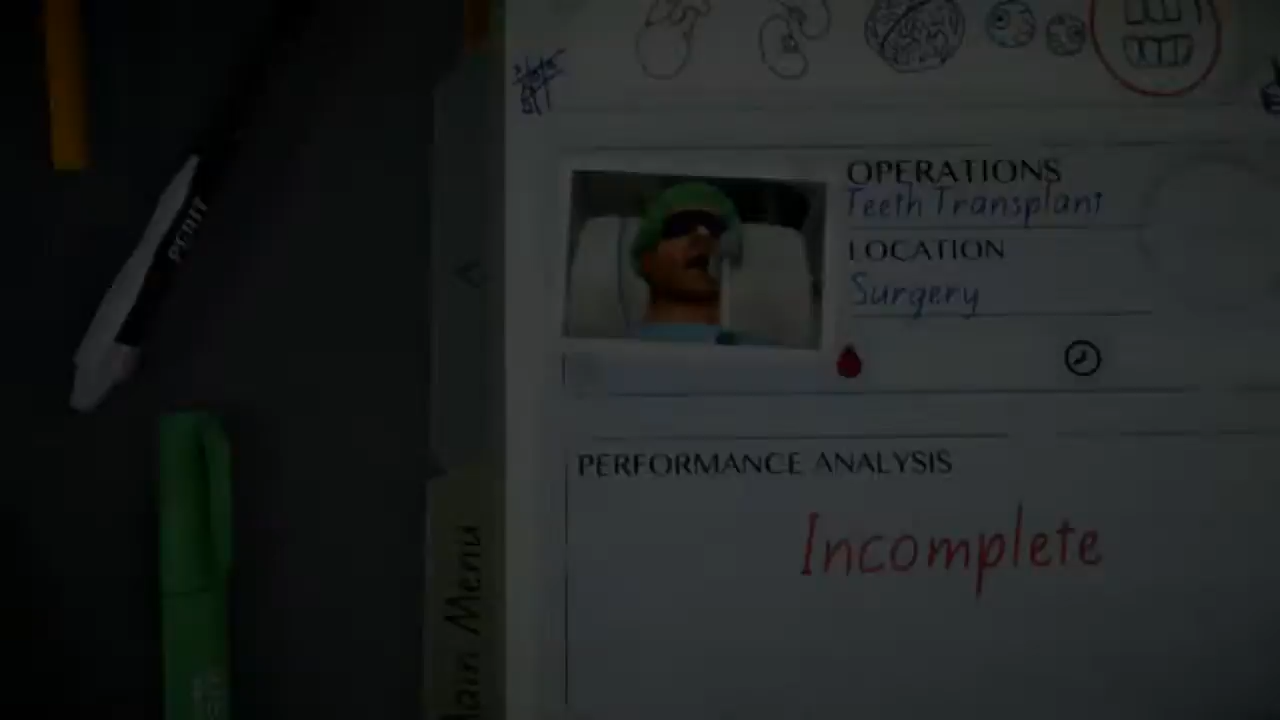 OPERATIONS
Teeth Transplant
LOCATION
Surgery
PERFORMANCE ANALYSIS
Incomplete
Main Menu